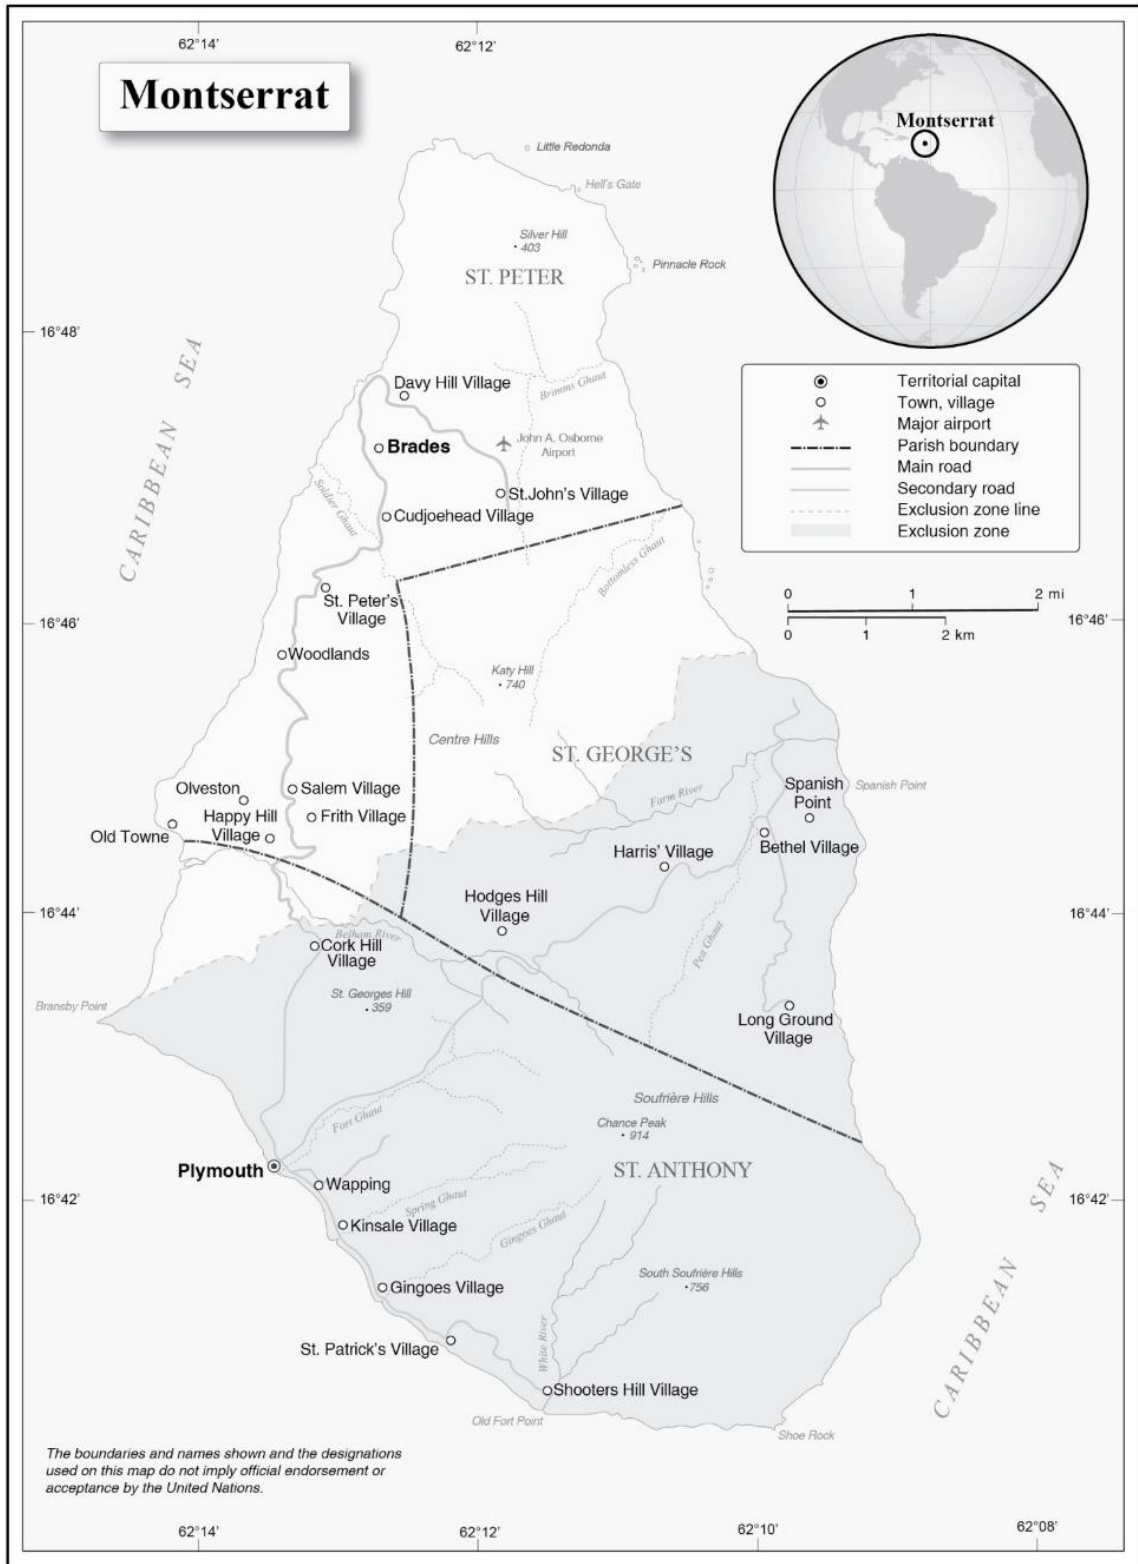 62°14'
62°12'
Montserrat
Montserrat
Little Redonda
Hell's Gate
Silver Hill
403
Pinnacle Rock
ST. PETER
16°48'
CARIBBEAN SEA
Davy Hill Village
Brimms Ghaut
Territorial capital
Town, village
Major airport
Parish boundary
Main road
Secondary road
Exclusion zone line
Exclusion zone
Brades
John A. Osborne
Airport
Soldier Ghaut
St.John's Village
Cudjoehead Village
Bottomless Ghaut
0 1 2 mi
0 1 2 km
16°46'
16°46'
St. Peter's
Village
Woodlands
Katy Hill
740
Centre Hills
ST. GEORGE'S
Olveston
Salem Village
Farm River
Spanish
Point
Spanish Point
Happy Hill
Village
Frith Village
Old Towne
Harris' Village
Bethel Village
Hodges Hill
Village
16°44'
16°44'
Belham River
Cork Hill
Village
Pea Ghaut
St. Georges Hill
359
Bransby Point
Long Ground
Village
Soufrière Hills
Fort Ghaut
Chance Peak
914
Plymouth
ST. ANTHONY
Wapping
16°42'
16°42'
Spring Ghaut
Kinsale Village
Gingoes Ghaut
CARIBBEAN SEA
South Soufrière Hills
756
Gingoes Village
White River
St. Patrick's Village
Shooters Hill Village
Old Fort Point
Shoe Rock
The boundaries and names shown and the designations
used on this map do not imply official endorsement or
acceptance by the United Nations.
62°14'
62°12'
62°10'
62°08'